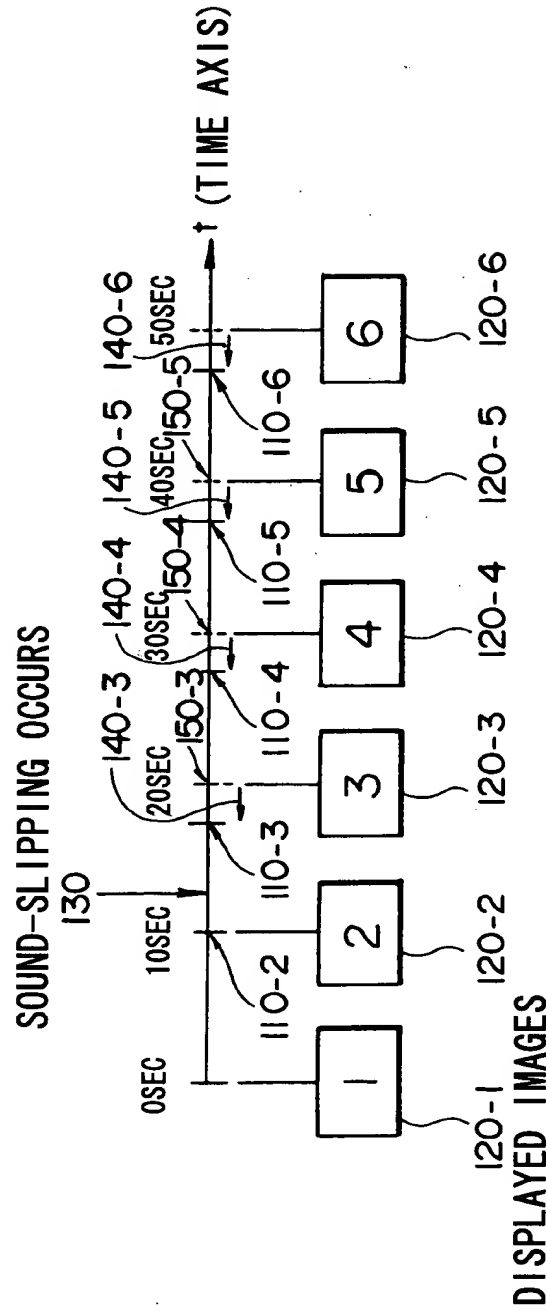 SOUND-SLIPPING OCCURS
130
140-3 140-4 140-5 140-6
0SEC 10SEC 20SEC 30SEC 40SEC 50SEC
150-3 150-4 150-5
t (TIME AXIS)
110-2 110-3 110-4 110-5 110-6
1 2 3 4 5 6
120-1 120-2 120-3 120-4 120-5 120-6
DISPLAYED IMAGES